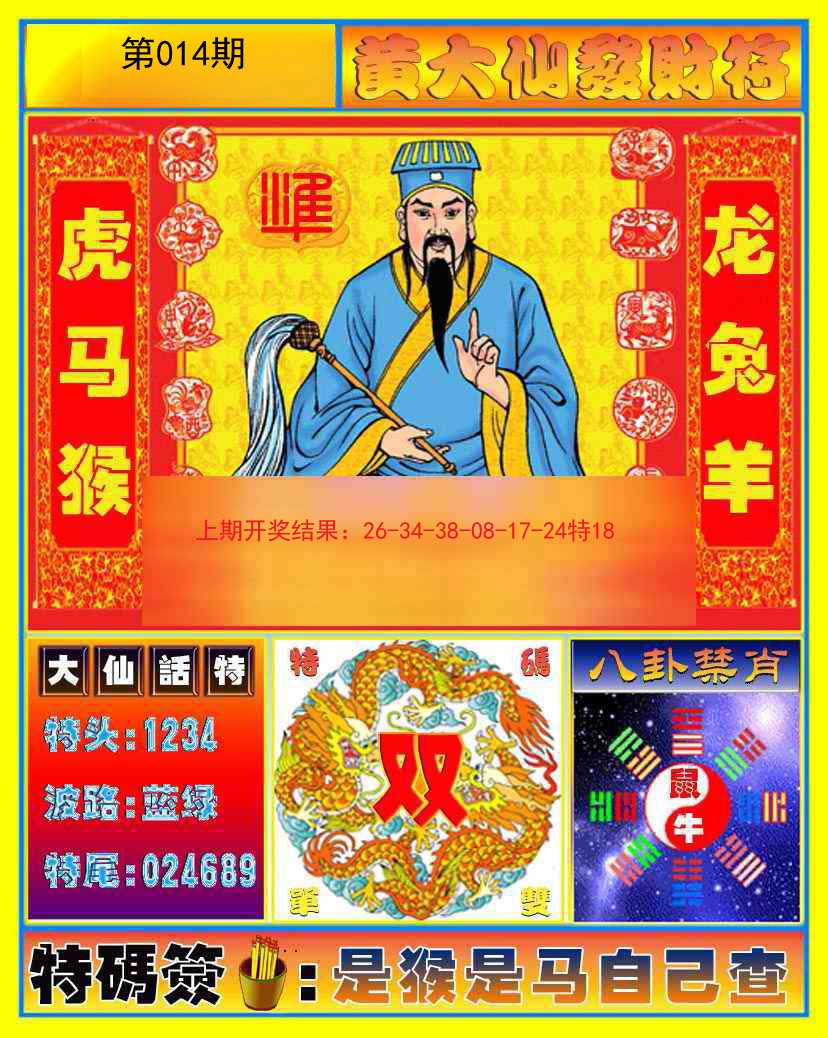 第014期
黄大仙發財符
虎马猴
龙兔羊
上期开奖结果：26-34-38-08-17-24特18
大仙話特
特头:1234
波路:蓝绿
特尾:024689
特 碼
双
單 雙
八卦禁肖
鼠
牛
特碼簽:是猴是马自己查